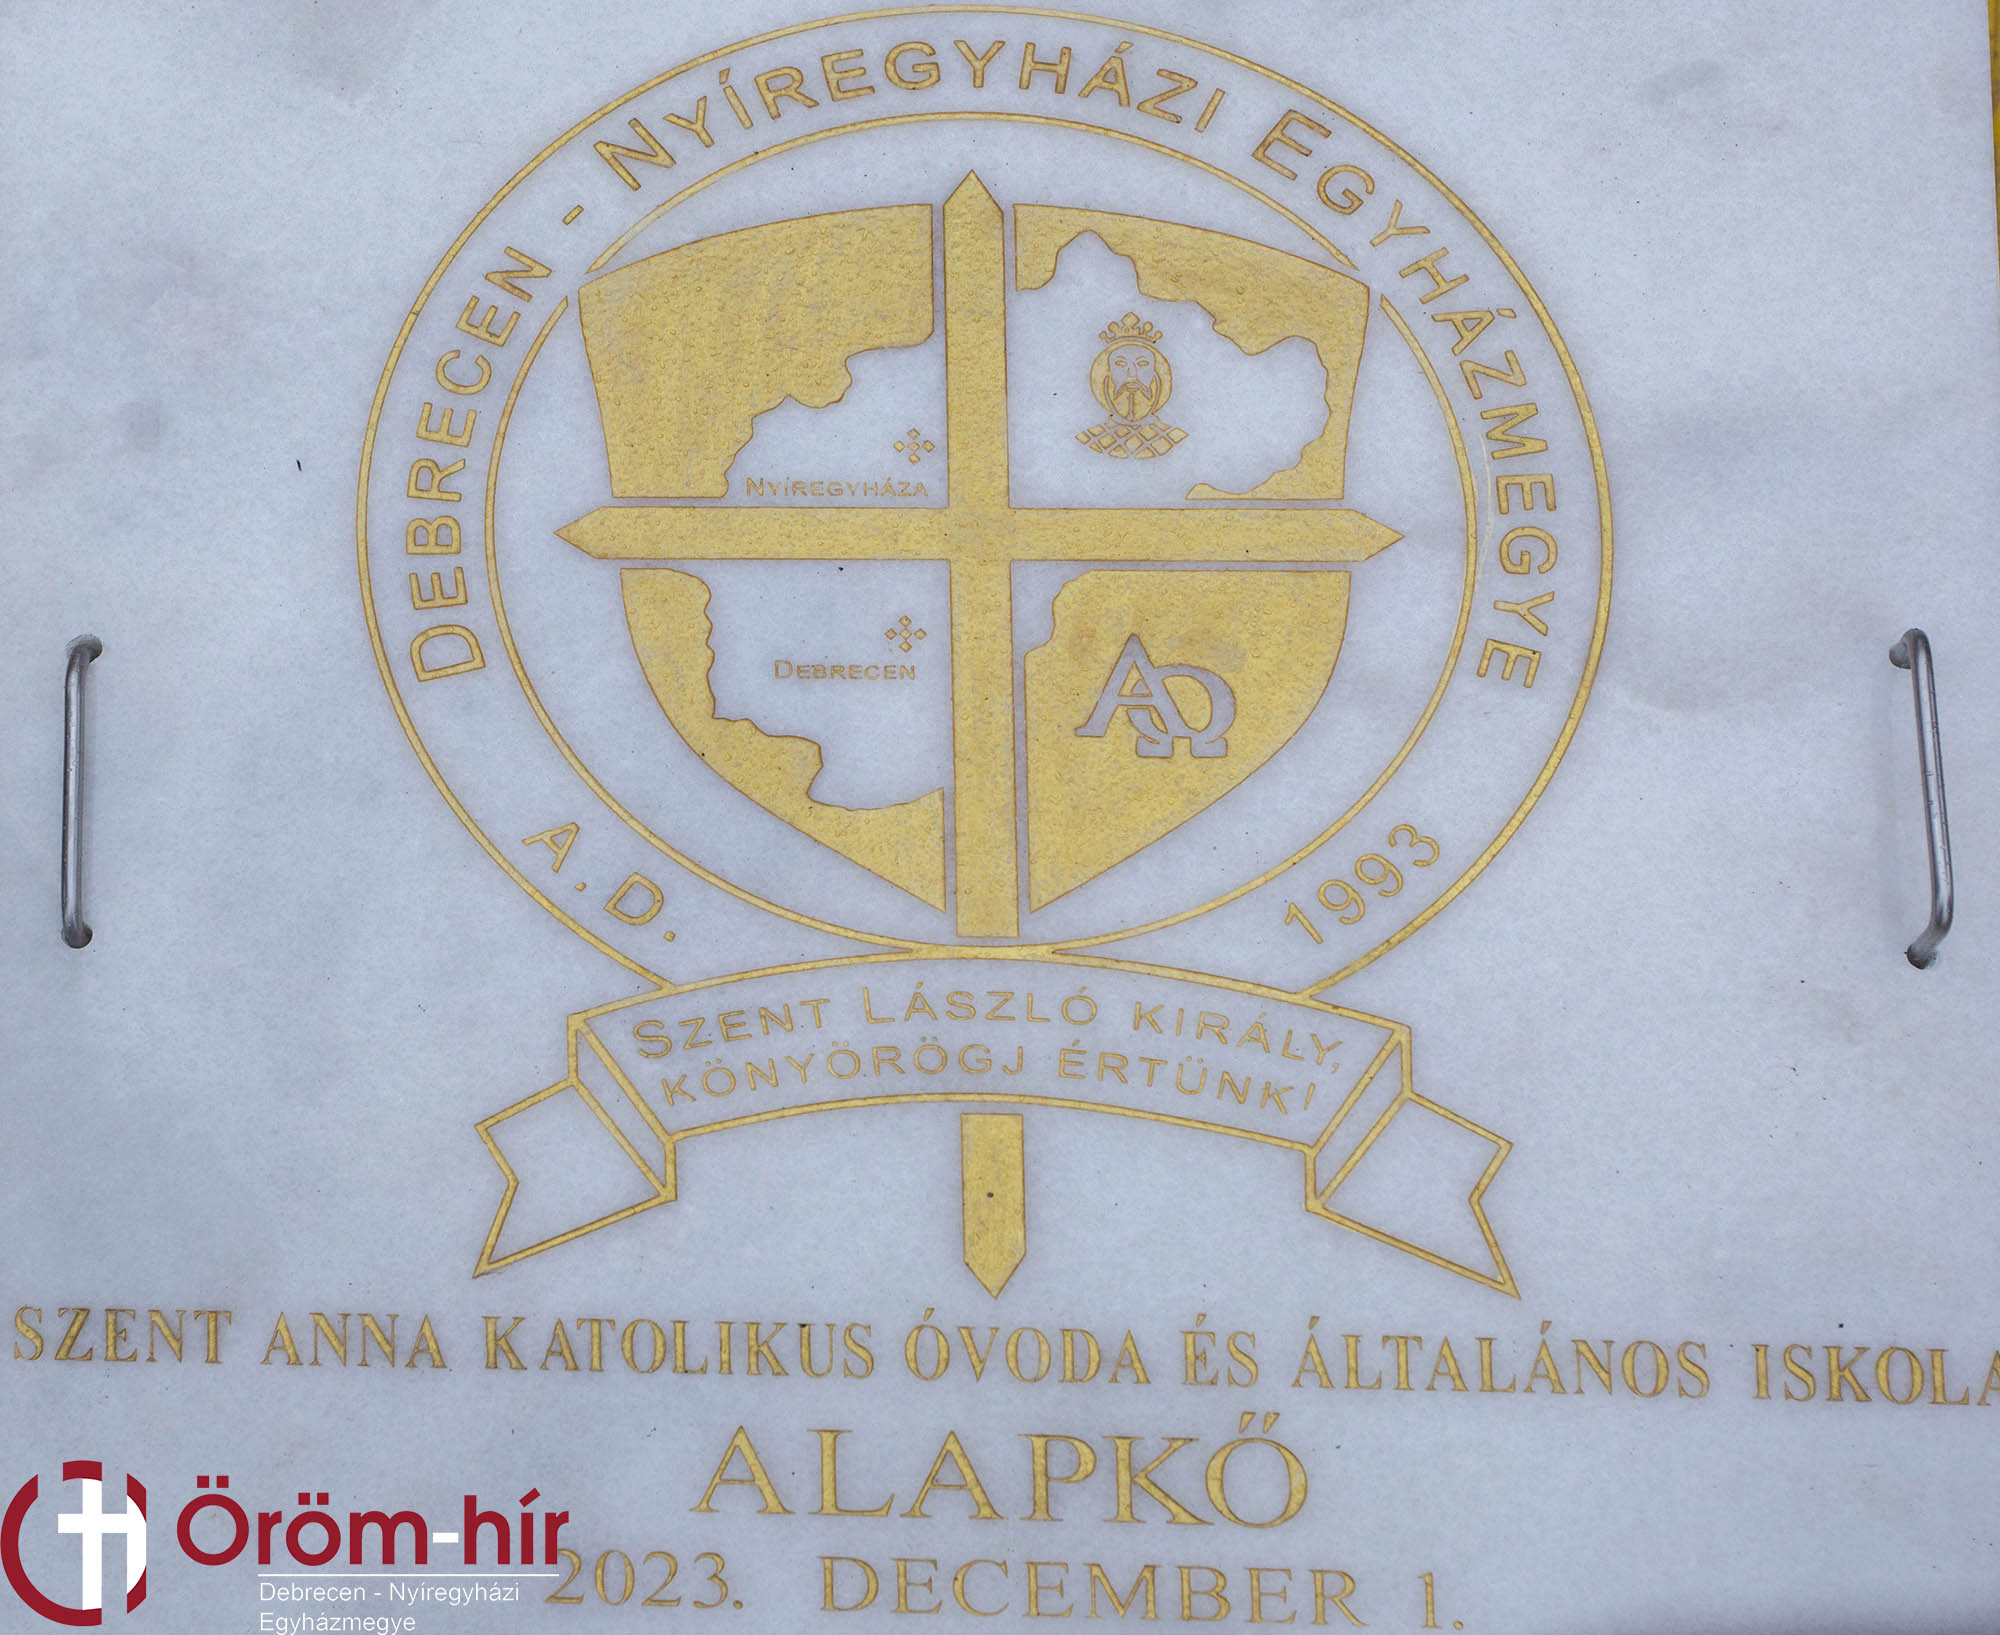 DEBRECEN - NYÍREGYHÁZI EGYHÁZMEGYE
NYÍREGYHÁZA
DEBRECEN
ΑΩ
A. D. 1993
SZENT LÁSZLÓ KIRÁLY,
KÖNYÖRÖGJ ÉRTÜNK!
SZENT ANNA KATOLIKUS ÓVODA ÉS ÁLTALÁNOS ISKOLA
ALAPKŐ
2023. DECEMBER 1.
Öröm-hír
Debrecen - Nyíregyházi
Egyházmegye